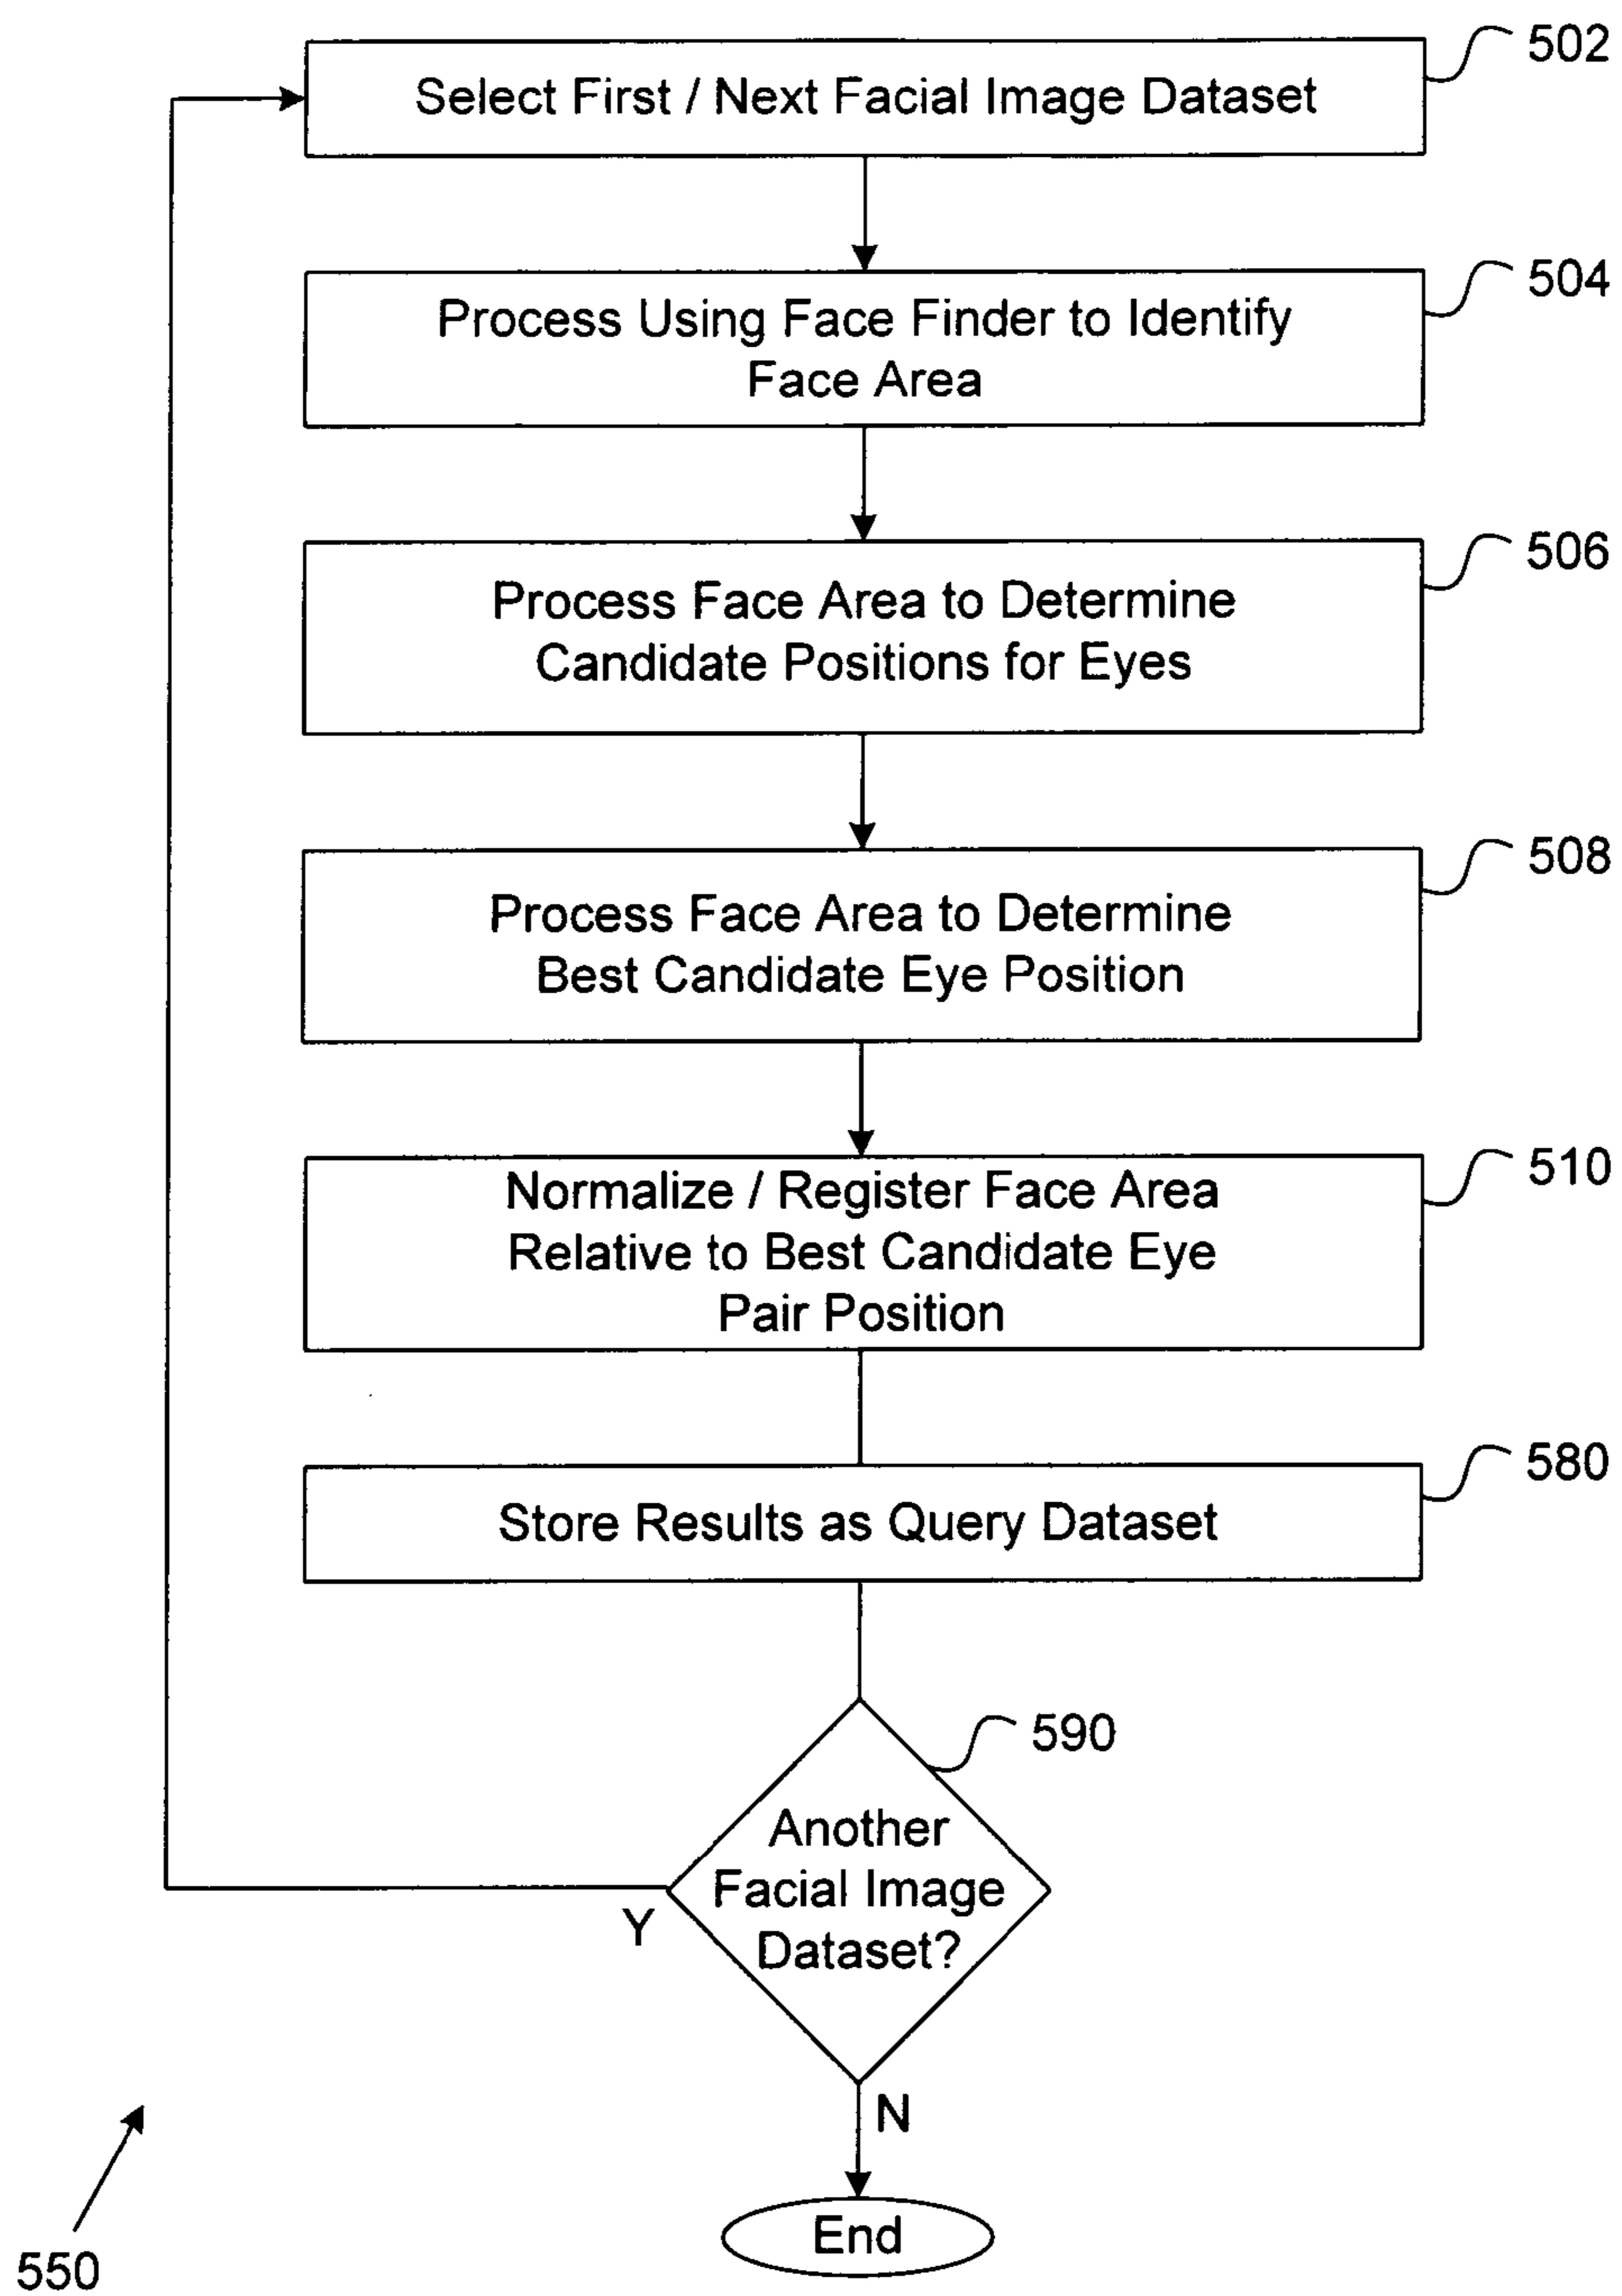 502
Select First / Next Facial Image Dataset
504
Process Using Face Finder to Identify
Face Area
506
Process Face Area to Determine
Candidate Positions for Eyes
508
Process Face Area to Determine
Best Candidate Eye Position
510
Normalize / Register Face Area
Relative to Best Candidate Eye
Pair Position
580
Store Results as Query Dataset
590
Another
Facial Image
Dataset?
Y
N
End
550